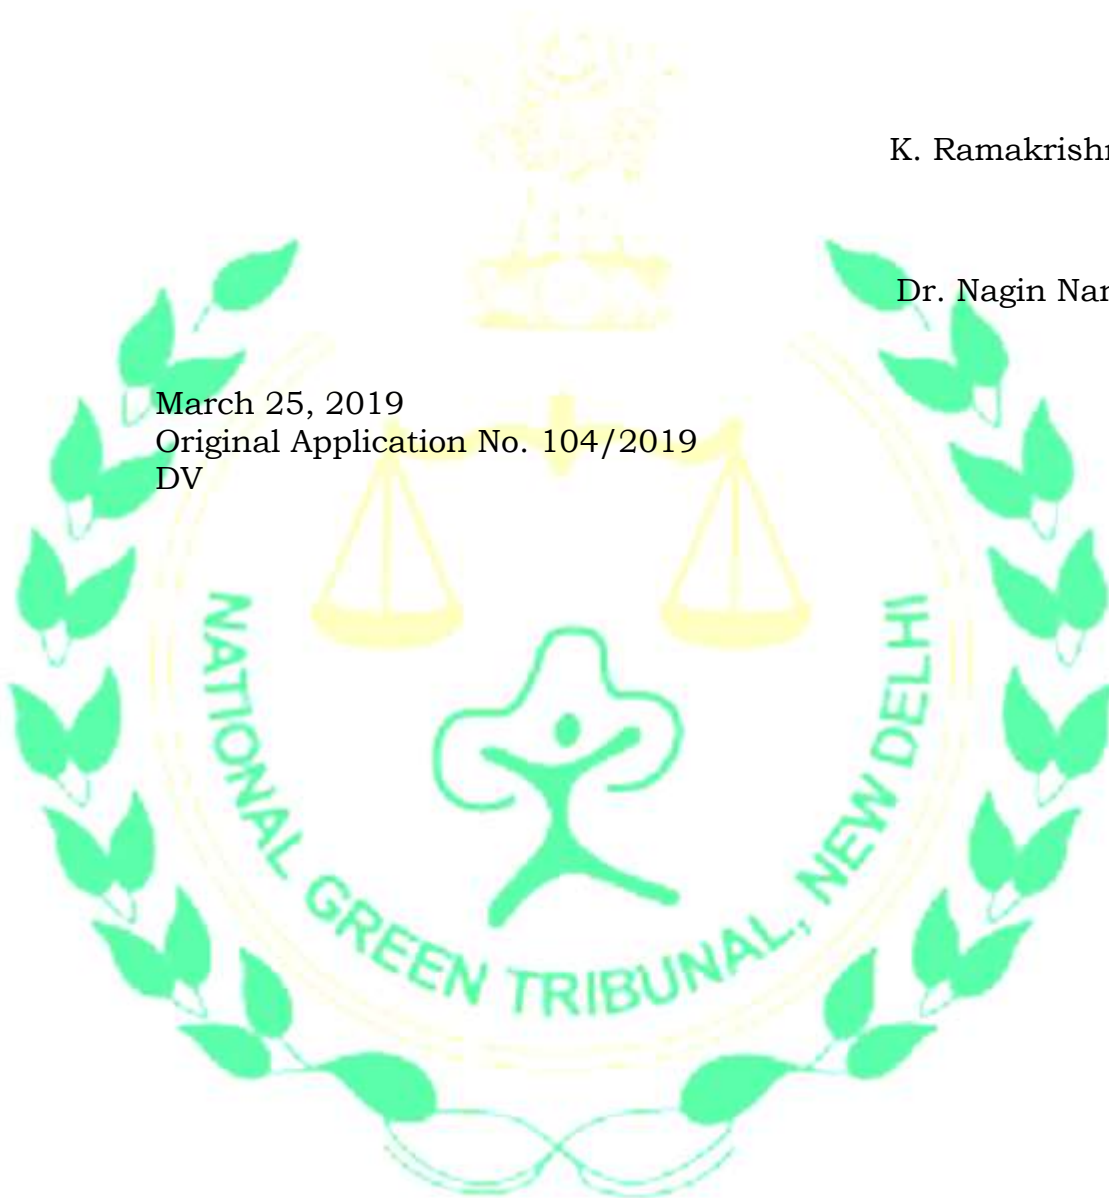 K. Ramakrishn
Dr. Nagin Nan
March 25, 2019
Original Application No. 104/2019
DV
NATIONAL GREEN TRIBUNAL, NEW DELHI